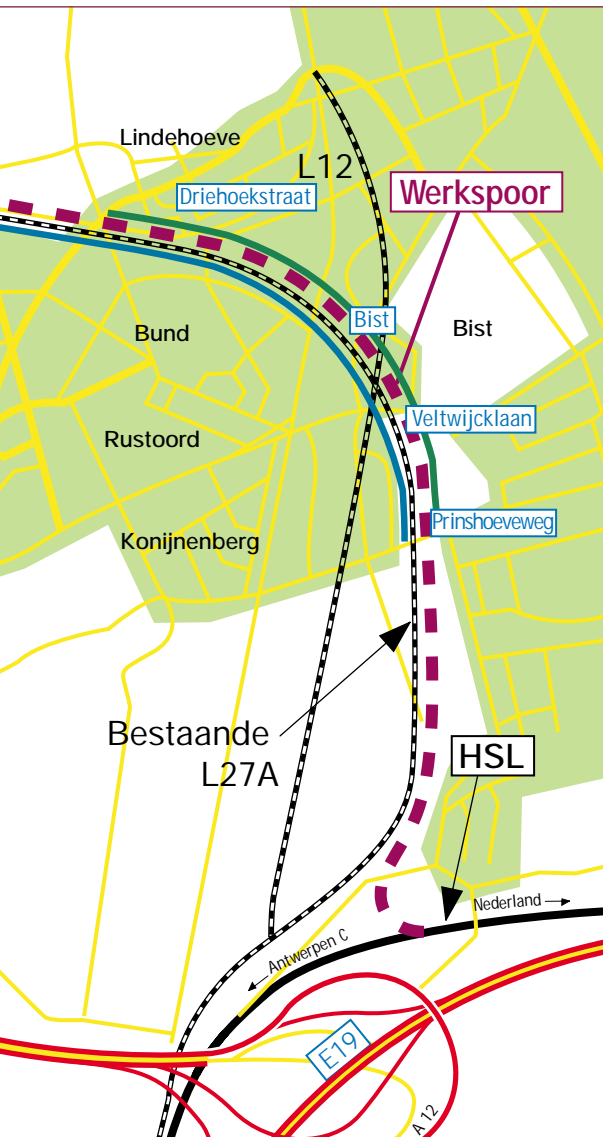 Lindehoeve
L12
Driehoekstraat
Werkspoor
Bist
Bist
Bund
Veltwijcklaan
Rustoord
Prinshoeveweg
Konijnenberg
Bestaande
L27A
HSL
Nederland
Antwerpen C
E19
A 12